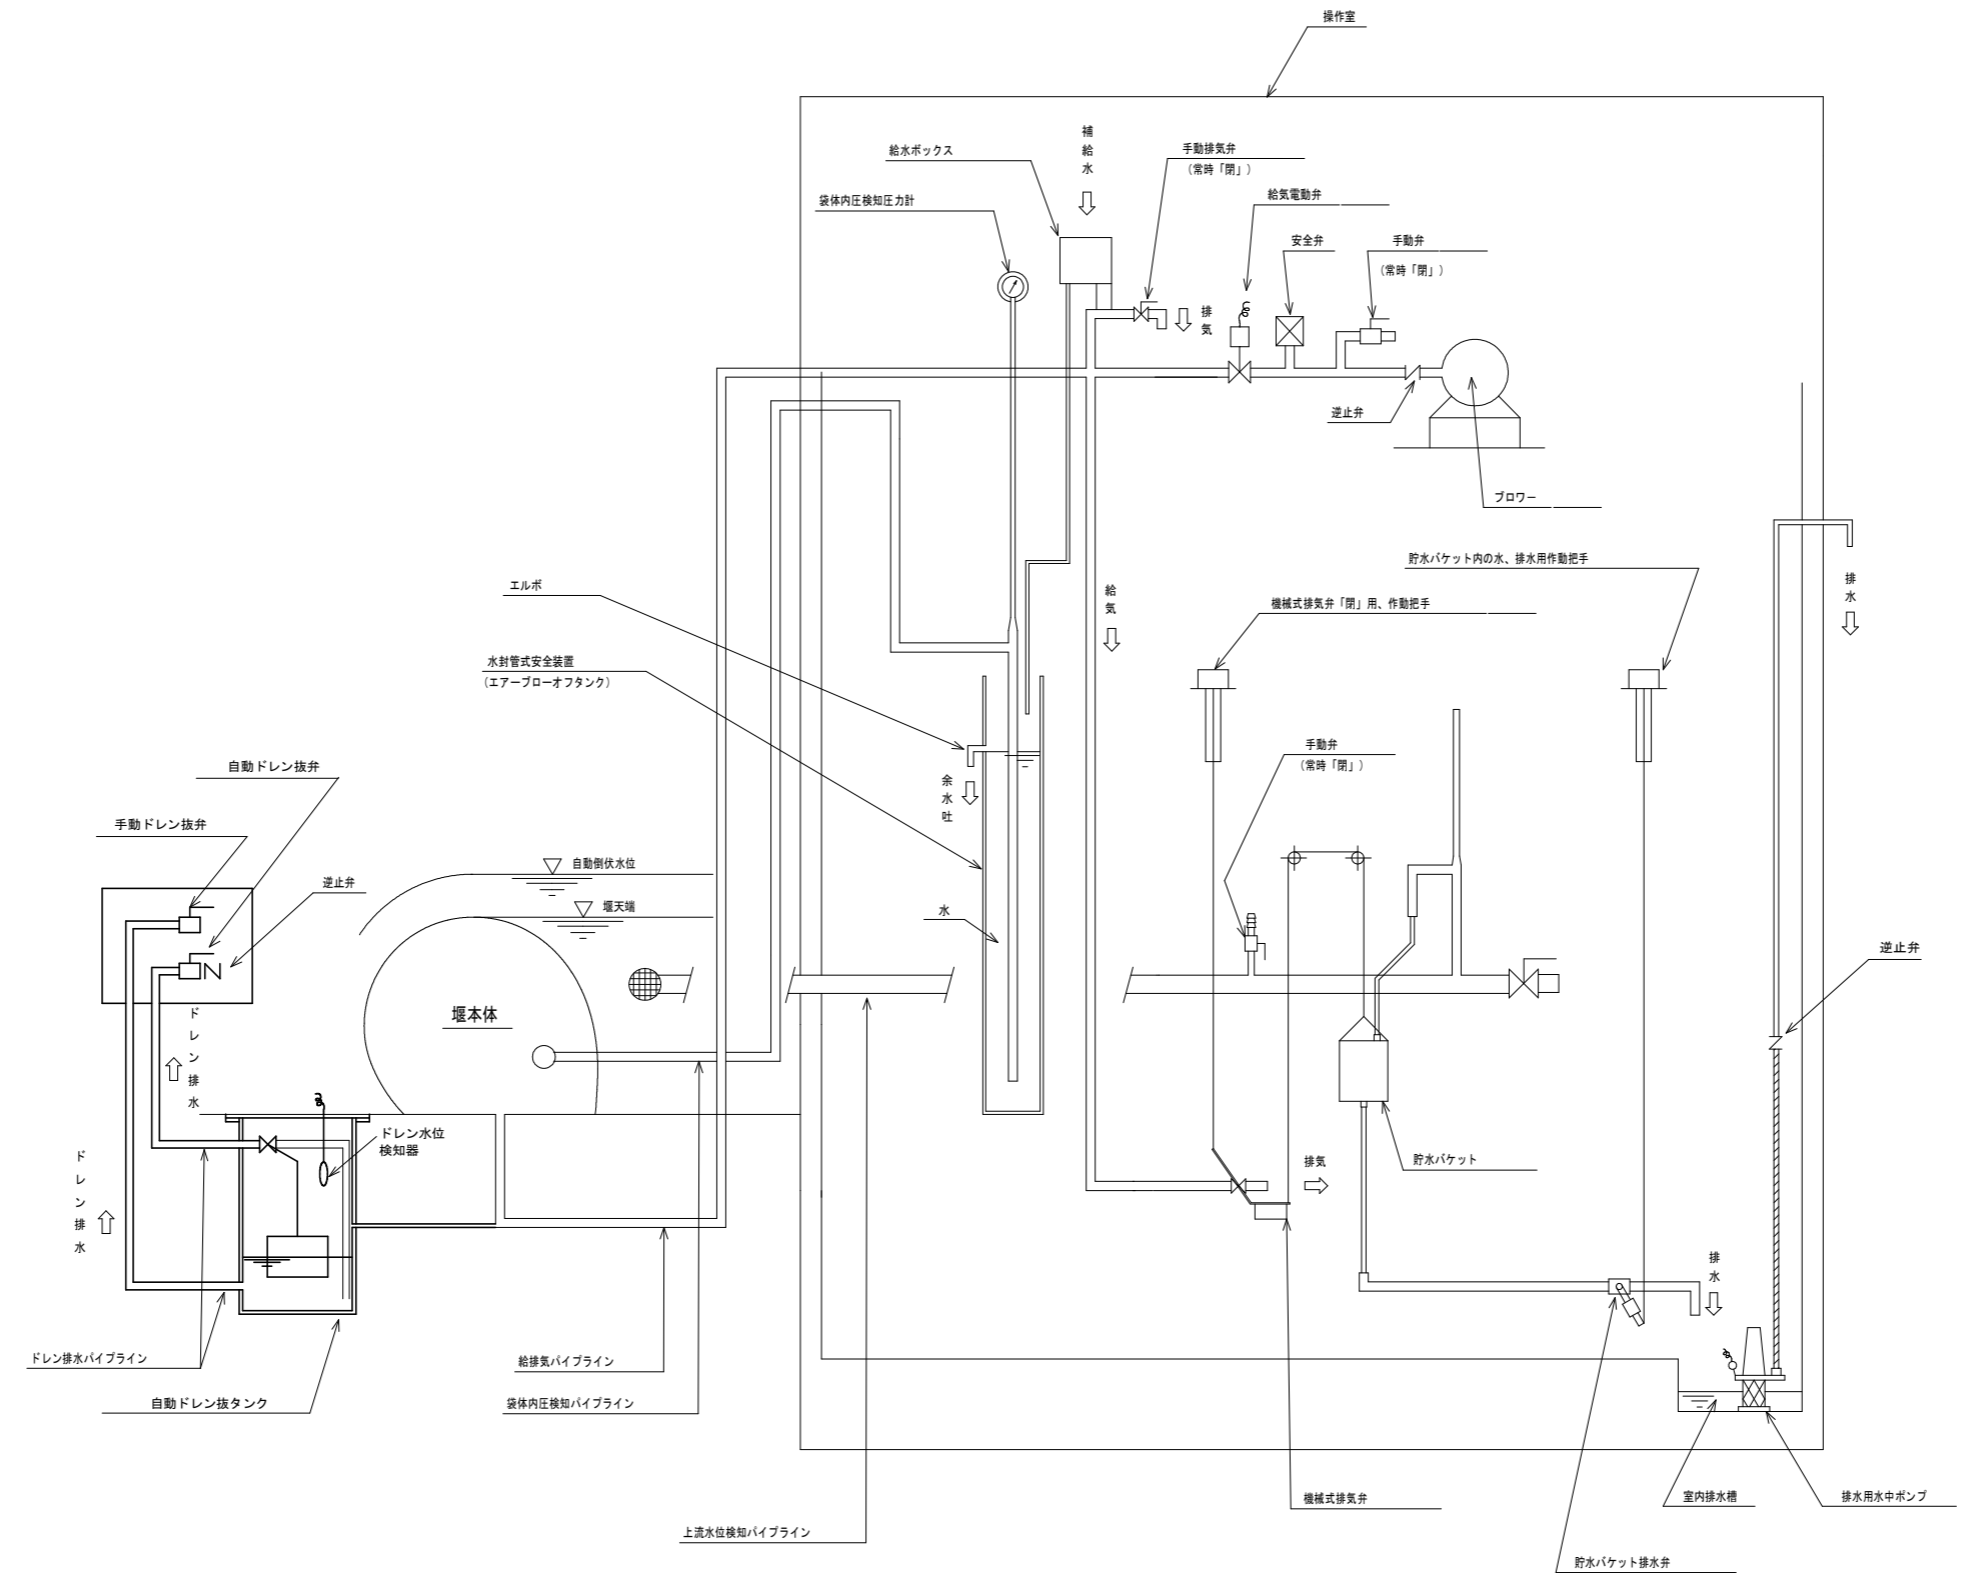 操作室
補給水
給水ボックス
手動排気弁
(常時「閉」)
袋体内圧検知圧力計
給気電動弁
安全弁
手動弁
(常時「閉」)
排気
逆止弁
ブロワー
貯水バケット内の水、排水用作動把手
排水
エルボ
給気
機械式排気弁「閉」用、作動把手
水封管式安全装置
(エアーブローオフタンク)
手動弁
(常時「閉」)
自動ドレン抜弁
余水吐
手動ドレン抜弁
自動倒伏水位
逆止弁
堰天端
水
逆止弁
堰本体
ドレン排水
ドレン水位
検知器
ドレン排水
排気
貯水バケット
排水
ドレン排水パイプライン
給排気パイプライン
自動ドレン抜タンク
袋体内圧検知パイプライン
機械式排気弁
室内排水槽
排水用水中ポンプ
上流水位検知パイプライン
貯水バケット排水弁